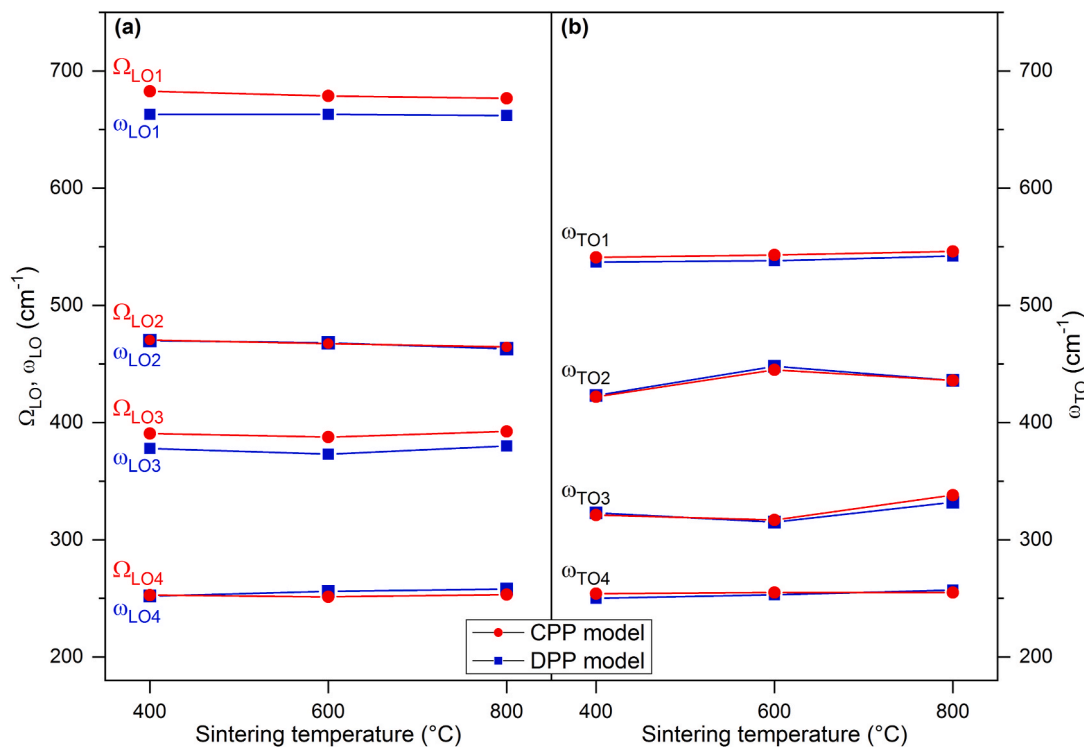 (a)
(b)
700
600
500
400
300
200
Ω_LO, ω_LO (cm⁻¹)
Ω_LO1
ω_LO1
Ω_LO2
ω_LO2
Ω_LO3
ω_LO3
Ω_LO4
ω_LO4
400
600
800
Sintering temperature (°C)
ω_TO1
ω_TO2
ω_TO3
ω_TO4
CPP model
DPP model
400
600
800
Sintering temperature (°C)
700
600
500
400
300
200
ω_TO (cm⁻¹)